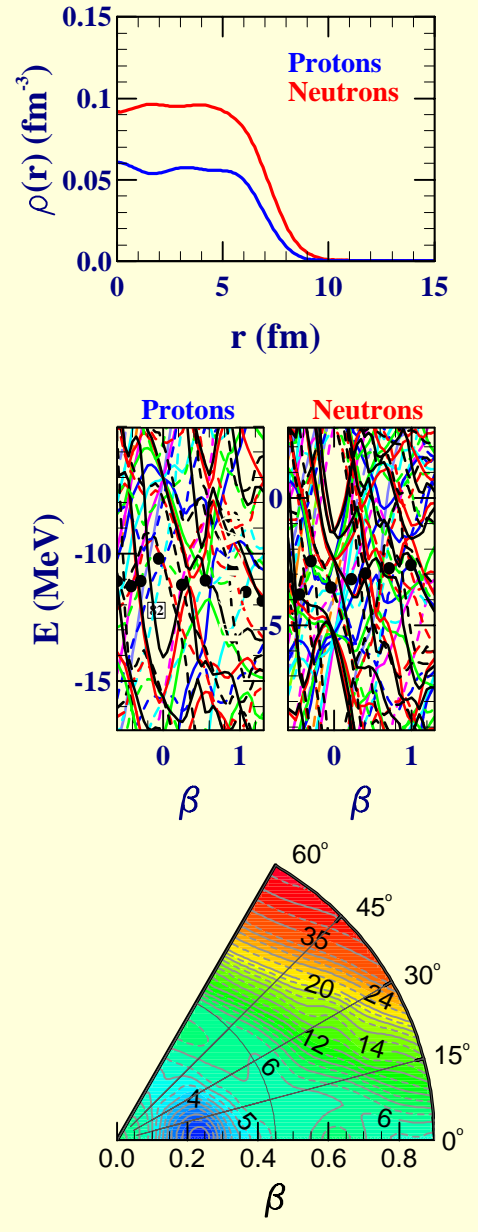 0.15
0.1
0.05
0.0
ρ(r) (fm⁻³)
Protons
Neutrons
0 5 10 15
r (fm)
Protons Neutrons
E (MeV)
-10
-15
82
0
-5
0 1 0 1
β β
60°
45°
30°
15°
0°
35
20 24
12 14
6
4
5 6
0.0 0.2 0.4 0.6 0.8
β